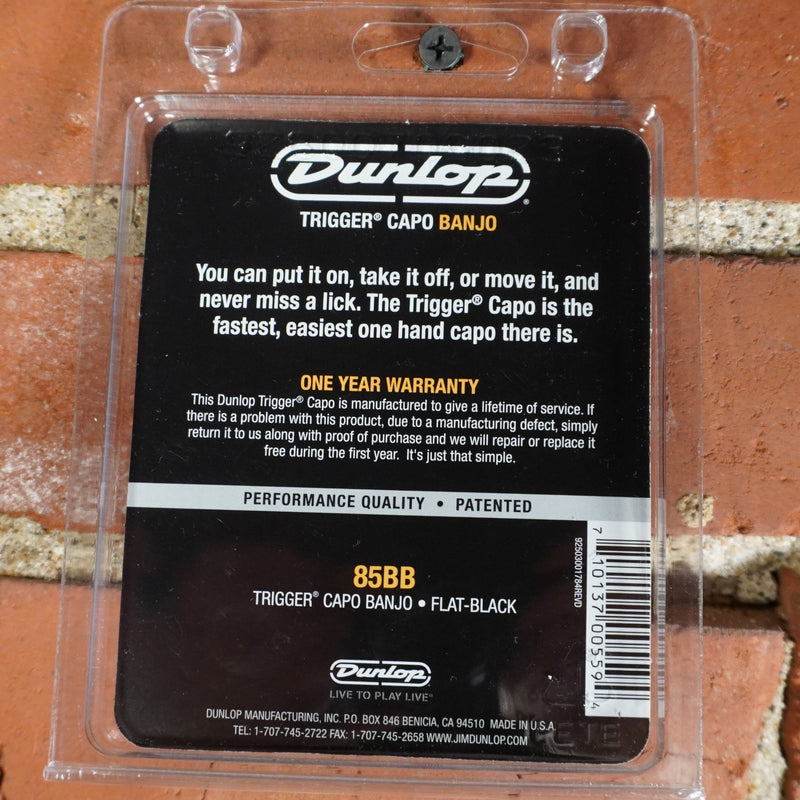 DUNLOP®
TRIGGER® CAPO BANJO
You can put it on, take it off, or move it, and
never miss a lick. The Trigger® Capo is the
fastest, easiest one hand capo there is.
ONE YEAR WARRANTY
This Dunlop Trigger® Capo is manufactured to give a lifetime of service. If
there is a problem with this product, due to a manufacturing defect, simply
return it to us along with proof of purchase and we will repair or replace it
free during the first year. It's just that simple.
PERFORMANCE QUALITY • PATENTED
85BB
TRIGGER® CAPO BANJO • FLAT-BLACK
DUNLOP
LIVE TO PLAY LIVE®
DUNLOP MANUFACTURING, INC. P.O. BOX 846 BENICIA, CA 94510 MADE IN U.S.A.
TEL: 1-707-745-2722 FAX: 1-707-745-2658 WWW.JIMDUNLOP.COM
92503001784REVD
7 10137 00559 4